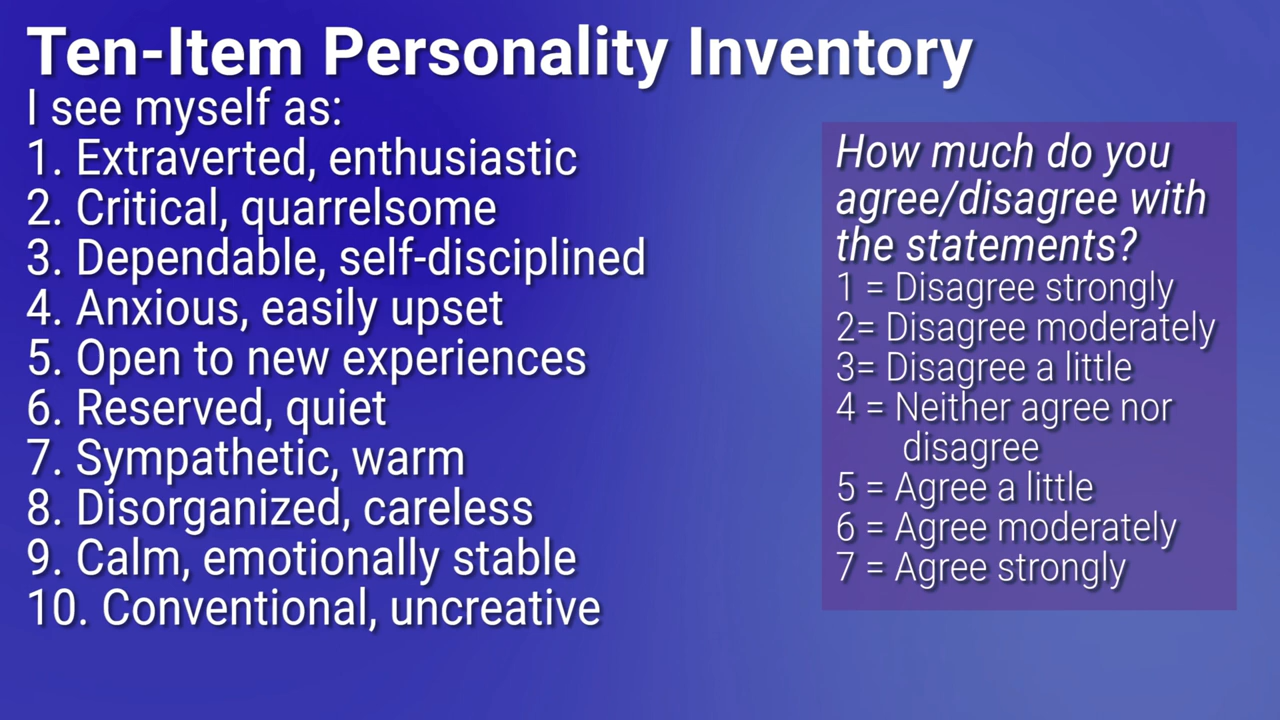 Ten-Item Personality Inventory
I see myself as:
1. Extraverted, enthusiastic
2. Critical, quarrelsome
3. Dependable, self-disciplined
4. Anxious, easily upset
5. Open to new experiences
6. Reserved, quiet
7. Sympathetic, warm
8. Disorganized, careless
9. Calm, emotionally stable
10. Conventional, uncreative
How much do you
agree/disagree with
the statements?
1 = Disagree strongly
2= Disagree moderately
3= Disagree a little
4 = Neither agree nor
disagree
5 = Agree a little
6 = Agree moderately
7 = Agree strongly